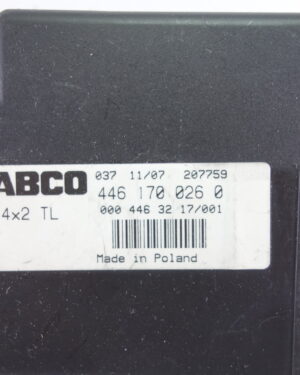 037 11/07 207759
ABCO 446 170 026 0
4x2 TL 000 446 32 17/001
Made in Poland